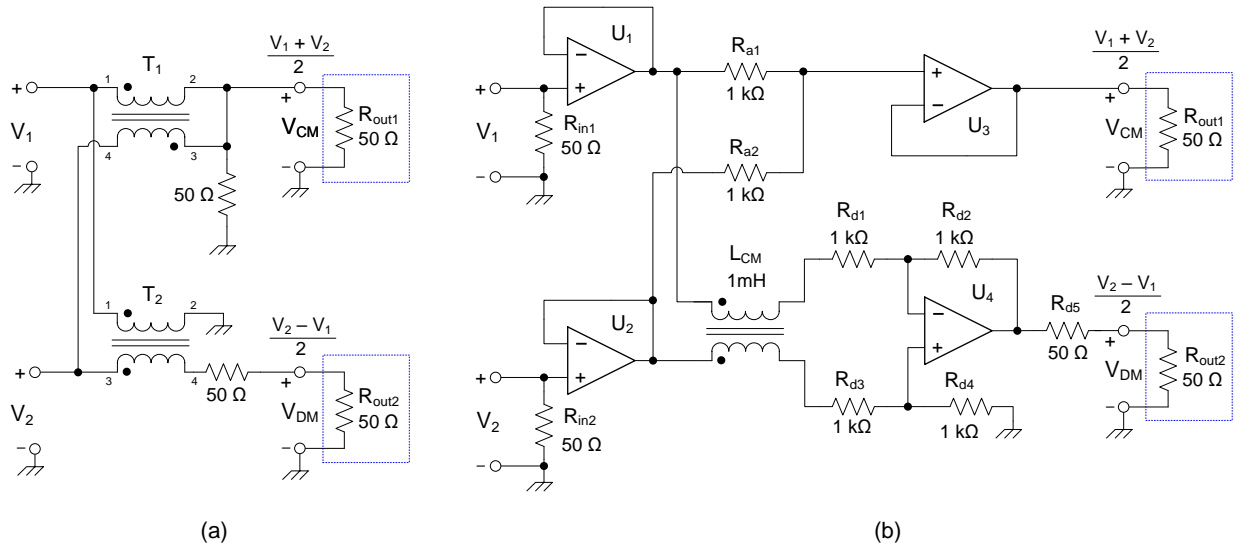 V1 + V2
2
T1
1
2
+
+
V1
VCM
Rout1
50 Ω
4
3
−
−
50 Ω
T2
1
2
V2 − V1
2
+
3
4
50 Ω
+
V2
VDM
Rout2
50 Ω
−
−
(a)
U1
−
+
Ra1
1 kΩ
+
−
U3
V1 + V2
2
+
V1
+
Rin1
50 Ω
−
VCM
Rout1
50 Ω
−
Ra2
1 kΩ
LCM
1mH
Rd1
1 kΩ
Rd2
1 kΩ
U4
−
+
Rd5
50 Ω
V2 − V1
2
U2
−
+
+
V2
Rin2
50 Ω
−
Rd3
1 kΩ
Rd4
1 kΩ
+
VDM
Rout2
50 Ω
−
(b)